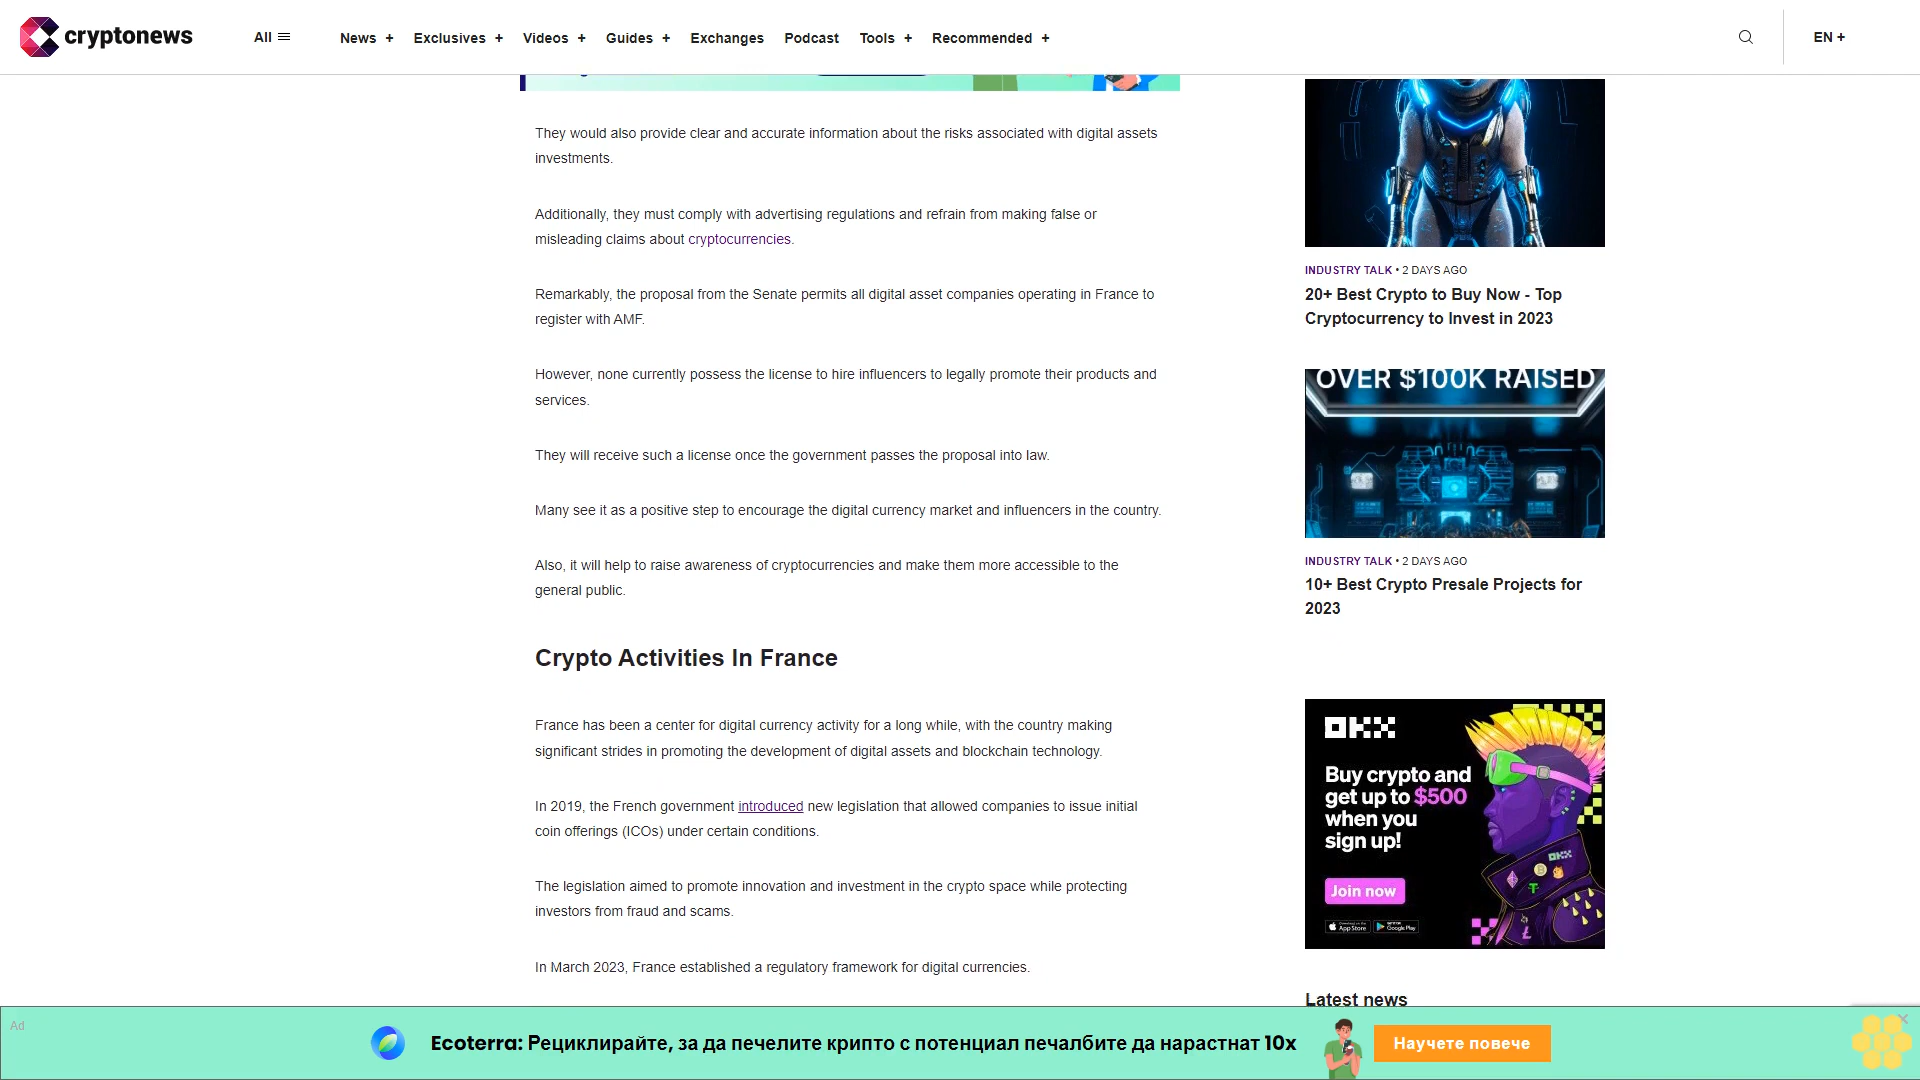 cryptonews
All
News +
Exclusives +
Videos +
Guides +
Exchanges
Podcast
Tools +
Recommended +
EN +
They would also provide clear and accurate information about the risks associated with digital assets
investments.
Additionally, they must comply with advertising regulations and refrain from making false or
misleading claims about cryptocurrencies.
Remarkably, the proposal from the Senate permits all digital asset companies operating in France to
register with AMF.
However, none currently possess the license to hire influencers to legally promote their products and
services.
They will receive such a license once the government passes the proposal into law.
Many see it as a positive step to encourage the digital currency market and influencers in the country.
Also, it will help to raise awareness of cryptocurrencies and make them more accessible to the
general public.
Crypto Activities In France
France has been a center for digital currency activity for a long while, with the country making
significant strides in promoting the development of digital assets and blockchain technology.
In 2019, the French government introduced new legislation that allowed companies to issue initial
coin offerings (ICOs) under certain conditions.
The legislation aimed to promote innovation and investment in the crypto space while protecting
investors from fraud and scams.
In March 2023, France established a regulatory framework for digital currencies.
INDUSTRY TALK • 2 DAYS AGO
20+ Best Crypto to Buy Now - Top
Cryptocurrency to Invest in 2023
OVER $100K RAISED
INDUSTRY TALK • 2 DAYS AGO
10+ Best Crypto Presale Projects for
2023
OKX
Buy crypto and
get up to $500
when you
sign up!
Join now
App Store
Google Play
OKX
Latest news
Ad
Ecoterra: Рециклирайте, за да печелите крипто с потенциал печалбите да нарастнат 10x
Научете повече